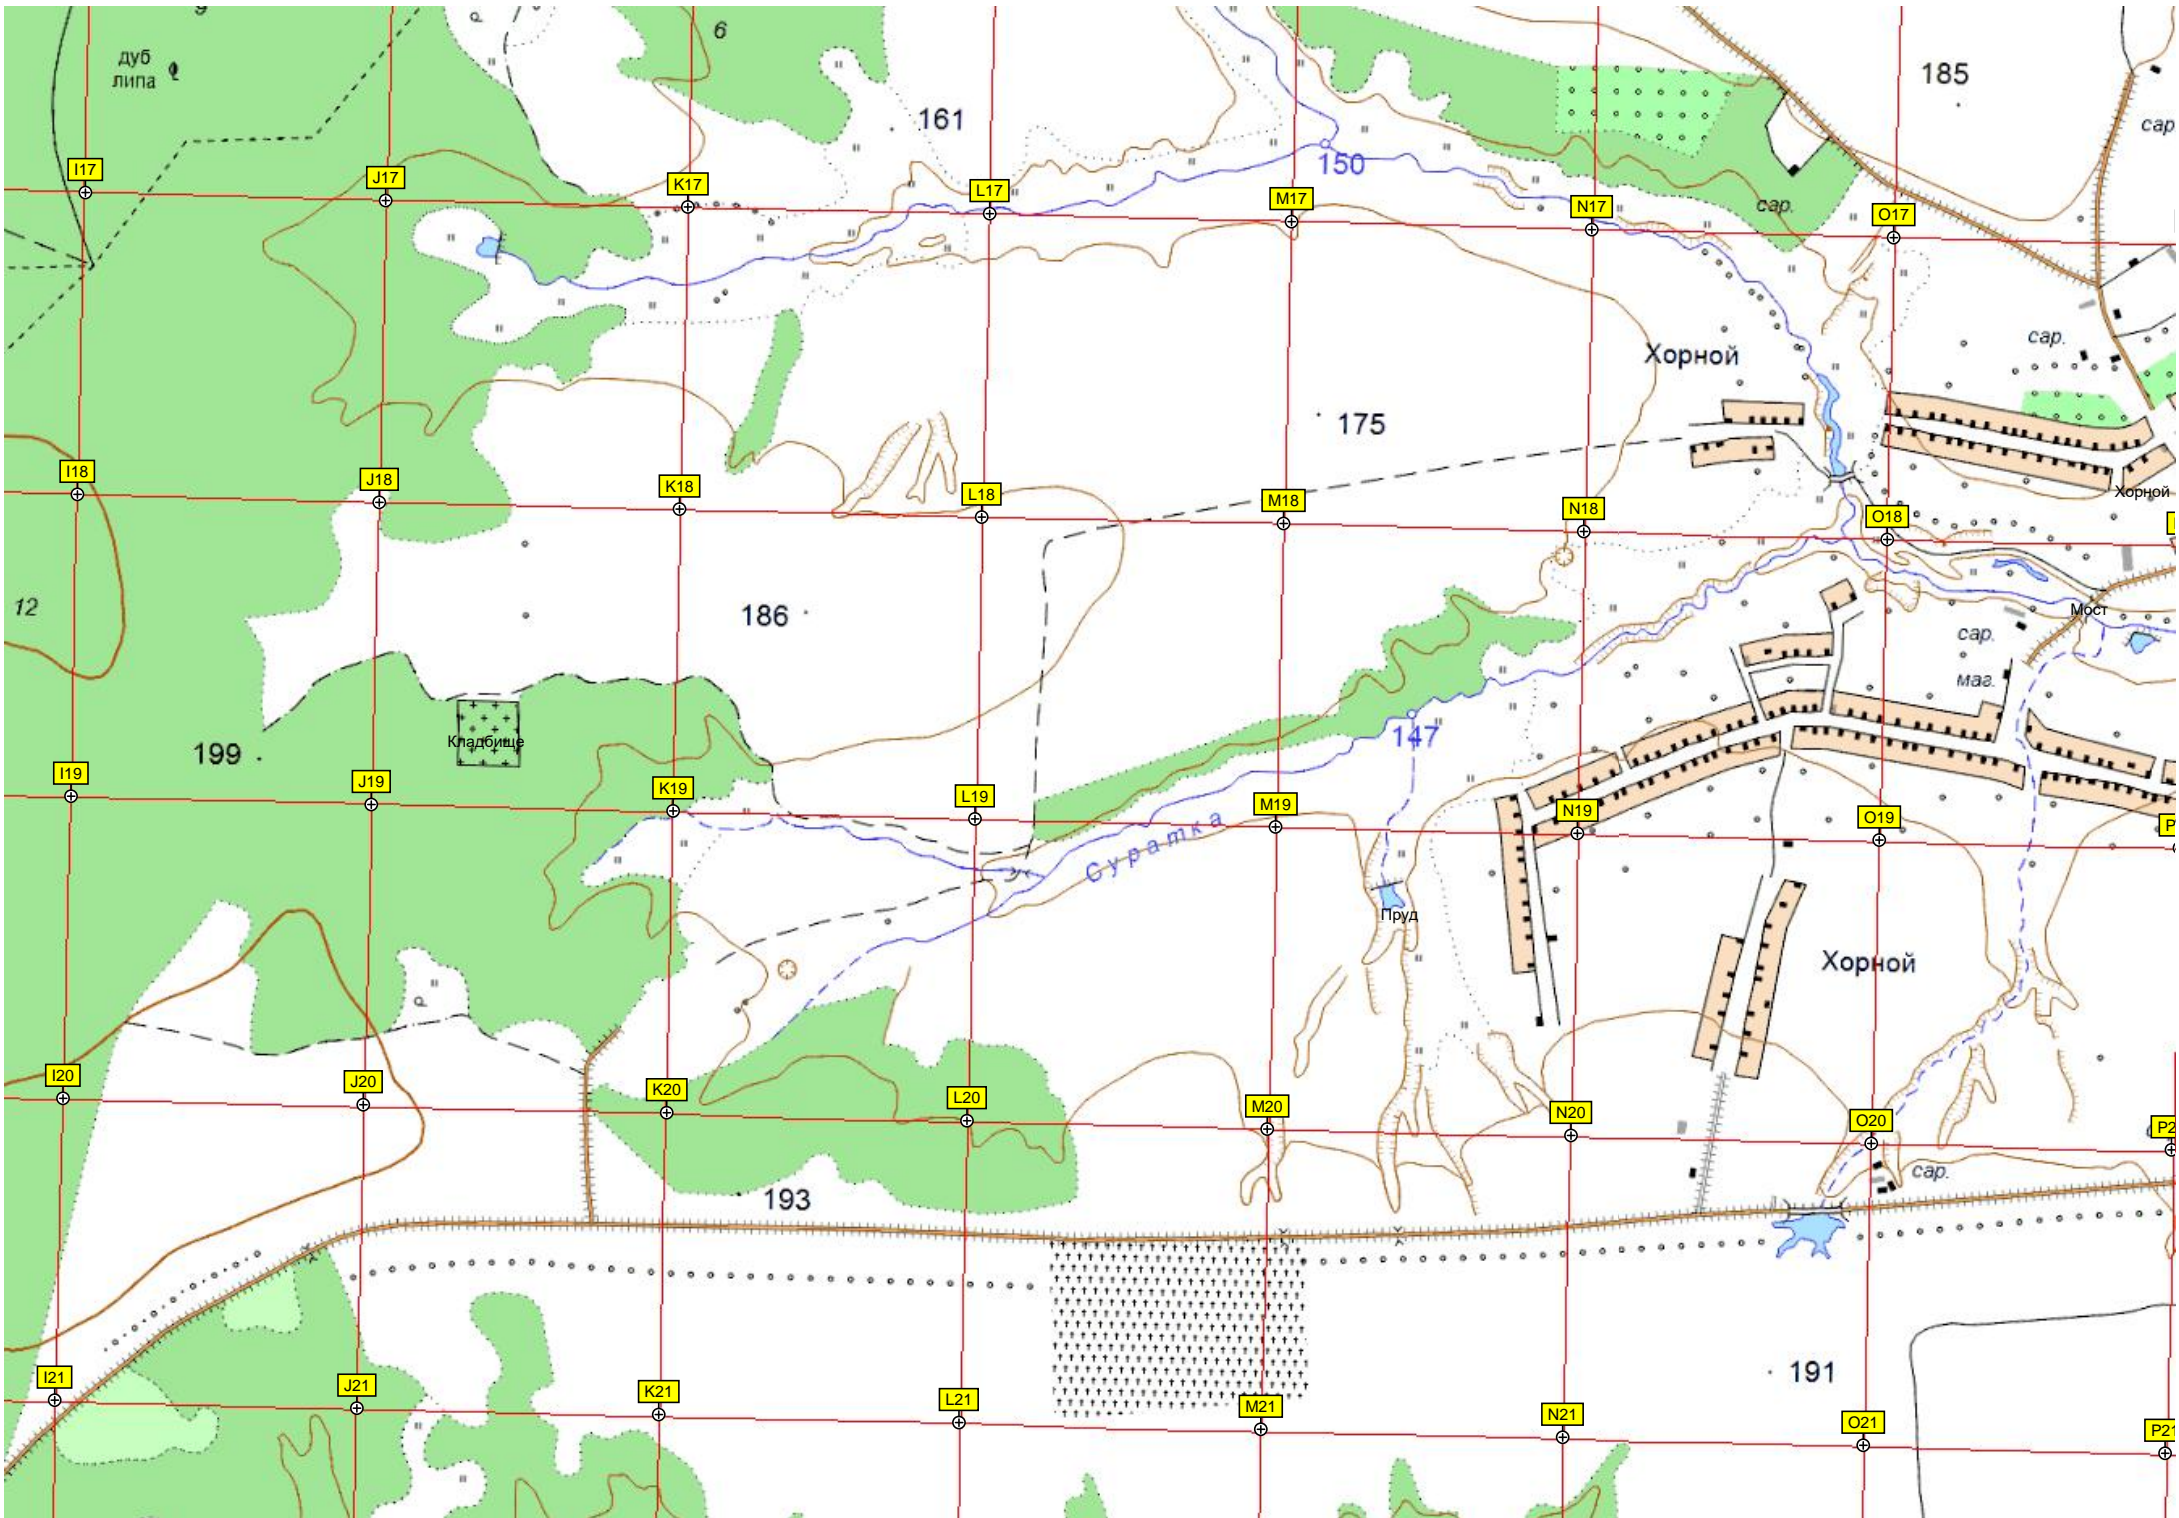 9
6
дуб
липа
161
185
сар.
150
I17
J17
K17
L17
M17
N17
сар.
O17
сар.
Хорной
175
I18
J18
K18
L18
M18
N18
O18
Хорной
12
186
Мост
сар.
маг.
199
Кладбище
147
I19
J19
K19
L19
M19
N19
O19
Суратка
Пруд
Хорной
I20
J20
K20
L20
M20
N20
O20
сар.
193
191
I21
J21
K21
L21
M21
N21
O21
P21